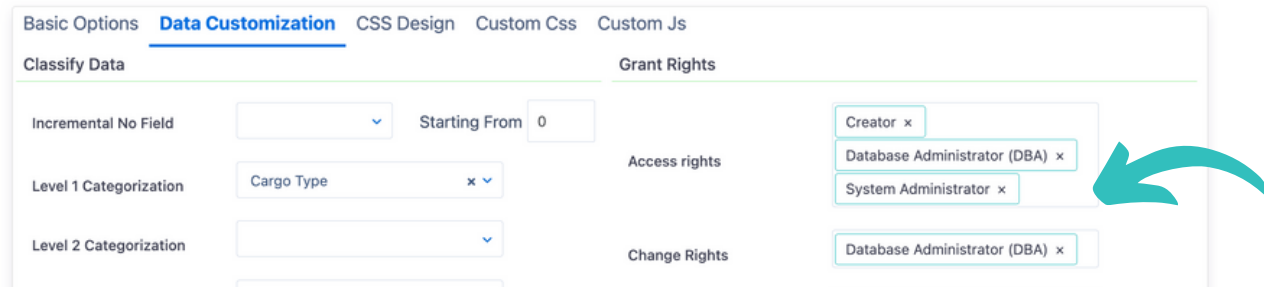 Basic Options Data Customization CSS Design Custom Css Custom Js
Classify Data
Incremental No Field
Starting From 0
Level 1 Categorization
Cargo Type × 
Level 2 Categorization
Grant Rights
Access rights
Creator ×
Database Administrator (DBA) ×
System Administrator ×
Change Rights
Database Administrator (DBA) ×